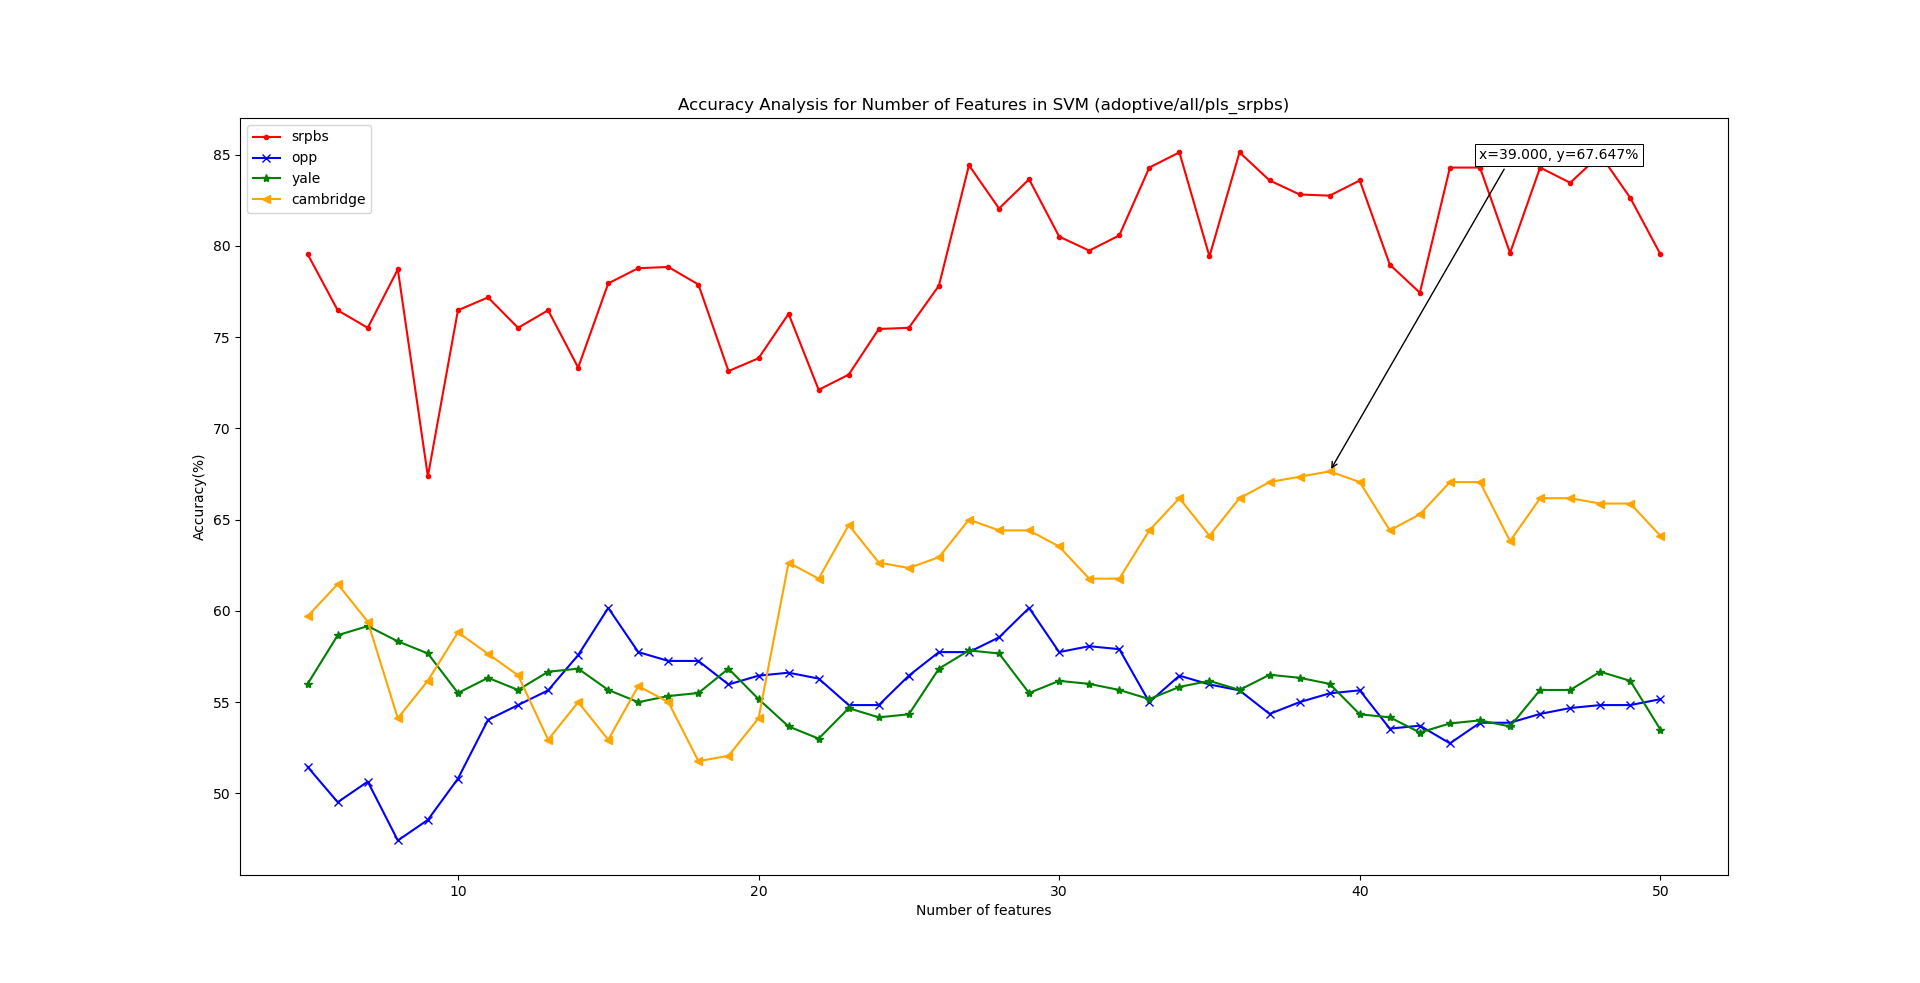 Accuracy Analysis for Number of Features in SVM (adoptive/all/pls_srpbs)
srpbs
opp
yale
cambridge
x=39.000, y=67.647%
85
80
75
70
65
60
55
50
Accuracy(%)
10 20 30 40 50
Number of features